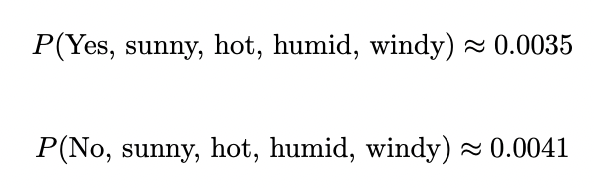 P(Yes, sunny, hot, humid, windy) ≈ 0.0035
P(No, sunny, hot, humid, windy) ≈ 0.0041